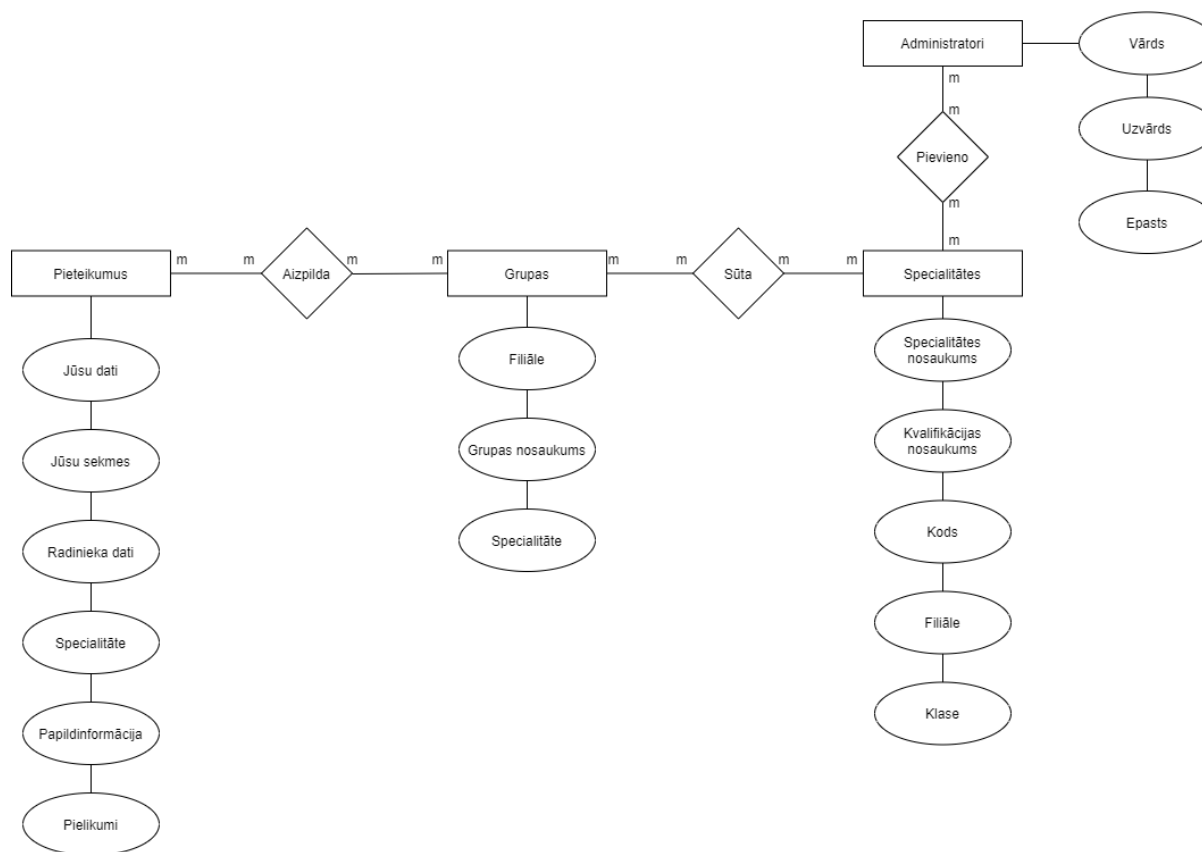 Administratori
Vārds
m
m
Uzvārds
Pievieno
m
Epasts
m
Pieteikumus
m
m
Aizpilda
m
m
Grupas
m
m
Sūta
m
m
Specialitātes
Jūsu dati
Jūsu sekmes
Radinieka dati
Specialitāte
Papildinformācija
Pielikumi
Filiāle
Grupas nosaukums
Specialitāte
Specialitātes
nosaukums
Kvalifikācijas
nosaukums
Kods
Filiāle
Klase